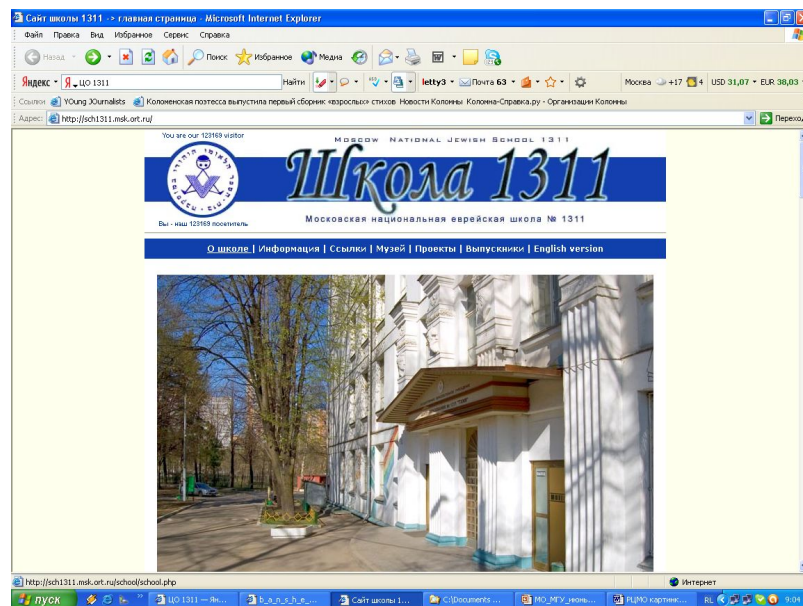 Сайт школы 1311 -> главная страница - Microsoft Internet Explorer
Файл Правка Вид Избранное Сервис Справка
Назад Поиск Избранное Медиа
Яндекс ЦО 1311 Найти letty3 Почта 63 4 Москва +17 4 USD 31,07 EUR 38,03
Ссылки YOung JOurnalists Коломенская поэтесса выпустила первый сборник «взрослых» стихов Новости Коломны Коломна-Справка.ру - Организации Коломны
Адрес: http://sch1311.msk.ort.ru/ Переход
You are our 123169 visitor
MOSCOW NATIONAL JEWISH SCHOOL 1311
Школа 1311
Московская национальная еврейская школа № 1311
Вы - наш 123169 посетитель
О школе | Информация | Ссылки | Музей | Проекты | Выпускники | English version
http://sch1311.msk.ort.ru/school/school.php Интернет
пуск ЦО 1311 — Ян... b_a_n_s_h_e_... Сайт школы 1... C:\Documents ... МО_МГУ_июнь... РЦМО картинк... RL 9:04